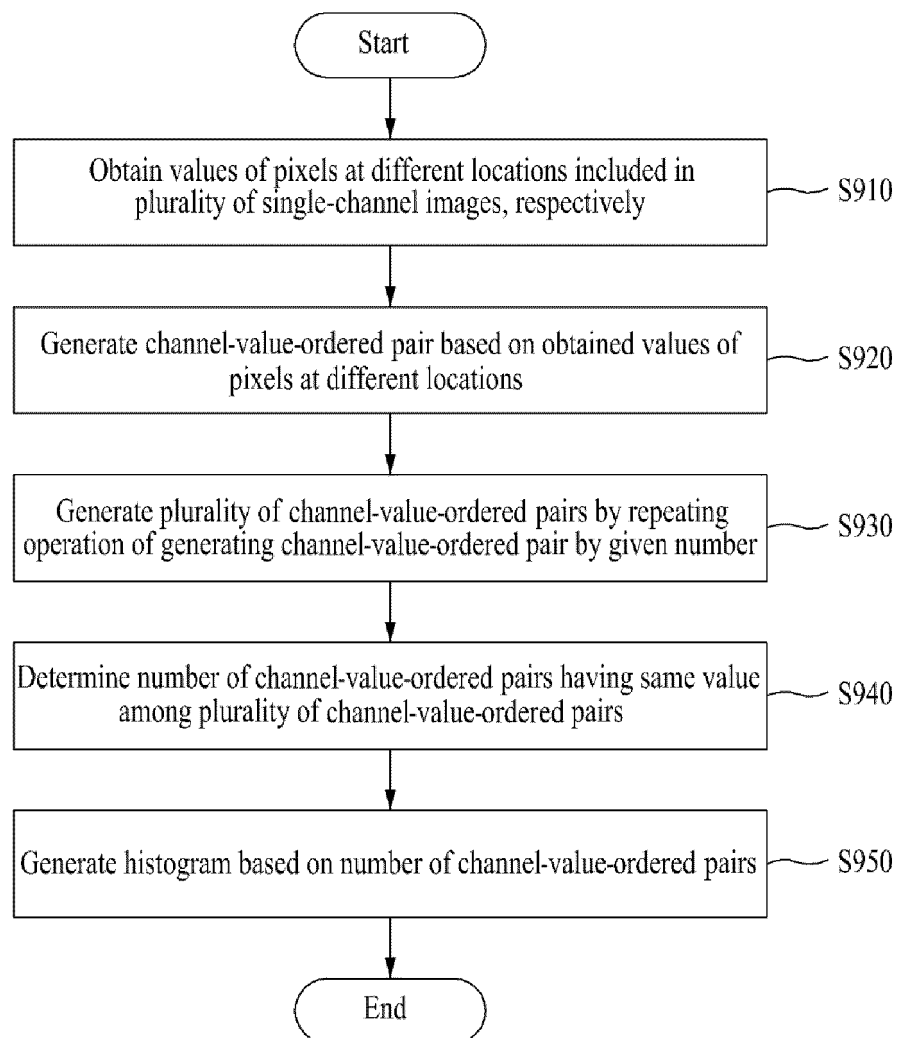 Start
Obtain values of pixels at different locations included in
plurality of single-channel images, respectively
S910
Generate channel-value-ordered pair based on obtained values of
pixels at different locations
S920
Generate plurality of channel-value-ordered pairs by repeating
operation of generating channel-value-ordered pair by given number
S930
Determine number of channel-value-ordered pairs having same value
among plurality of channel-value-ordered pairs
S940
Generate histogram based on number of channel-value-ordered pairs
S950
End